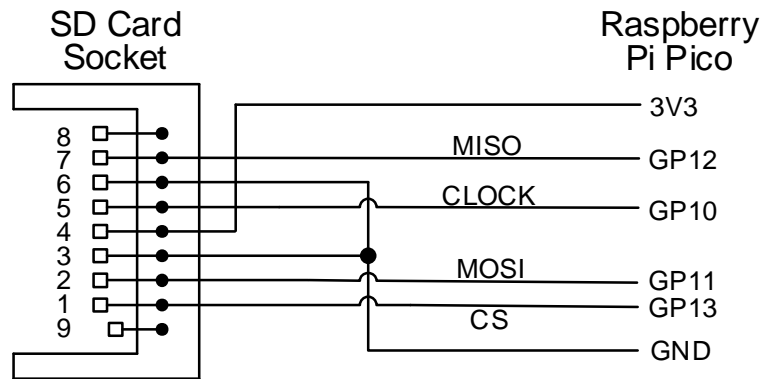 SD Card
Socket
Raspberry
Pi Pico
3V3
8
7
MISO
GP12
6
5
CLOCK
GP10
4
3
2
MOSI
GP11
1
GP13
CS
9
GND